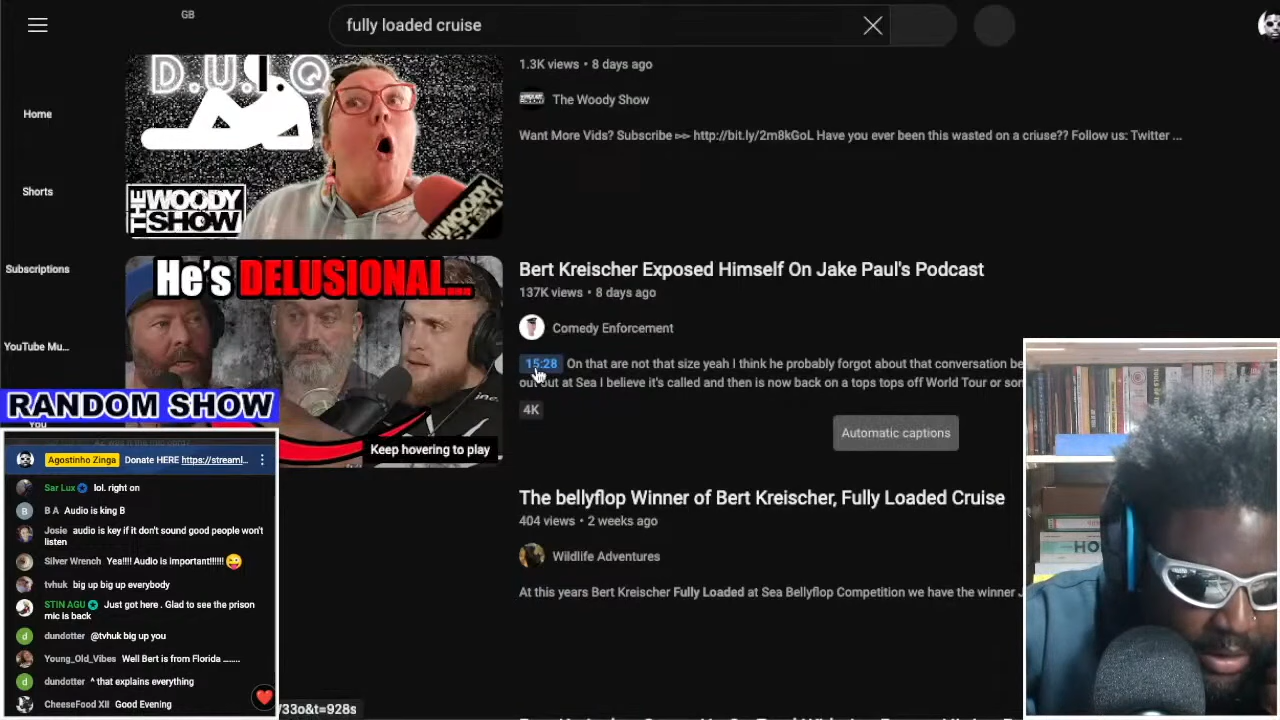 GB
fully loaded cruise
Home
Shorts
Subscriptions
YouTube Mu...
You
D.U.I.Q
THE WOODY SHOW
1.3K views • 8 days ago
The Woody Show
Want More Vids? Subscribe ►► http://bit.ly/2m8kGoL Have you ever been this wasted on a criuse?? Follow us: Twitter ...
He's DELUSIONAL...
Keep hovering to play
Bert Kreischer Exposed Himself On Jake Paul's Podcast
137K views • 8 days ago
Comedy Enforcement
15:28 On that are not that size yeah I think he probably forgot about that conversation be
out at Sea I believe it's called and then is now back on a tops tops off World Tour or som
4K
Automatic captions
The bellyflop Winner of Bert Kreischer, Fully Loaded Cruise
404 views • 2 weeks ago
Wildlife Adventures
At this years Bert Kreischer Fully Loaded at Sea Bellyflop Competition we have the winner J
RANDOM SHOW
Agostinho Zinga Donate HERE https://streaml...
Sar Lux lol. right on
B A Audio is king B
Josie audio is key if it don't sound good people won't
listen
Silver Wrench Yea!!!! Audio is important!!!!!! 😜
tvhuk big up big up everybody
STIN AGU Just got here . Glad to see the prison
mic is back
dundotter @tvhuk big up you
Young_Old_Vibes Well Bert is from Florida ........
dundotter ^ that explains everything
CheeseFood XII Good Evening
/33o&t=928s